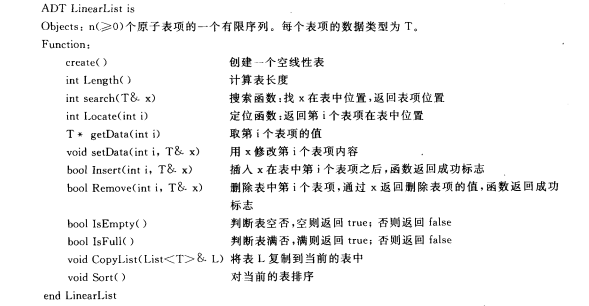 ADT LinearList is
Objects: n(≥0)个原子表项的一个有限序列。每个表项的数据类型为 T。
Function:
create( ) 创建一个空线性表
int Length( ) 计算表长度
int search(T& x) 搜索函数:找 x 在表中位置,返回表项位置
int Locate(int i) 定位函数:返回第 i 个表项在表中位置
T * getData(int i) 取第 i 个表项的值
void setData(int i, T& x) 用 x 修改第 i 个表项内容
bool Insert(int i, T& x) 插入 x 在表中第 i 个表项之后,函数返回成功标志
bool Remove(int i, T& x) 删除表中第 i 个表项,通过 x 返回删除表项的值,函数返回成功
标志
bool IsEmpty( ) 判断表空否,空则返回 true; 否则返回 false
bool IsFull( ) 判断表满否,满则返回 true; 否则返回 false
void CopyList(List<T>& L) 将表 L 复制到当前的表中
void Sort( ) 对当前的表排序
end LinearList